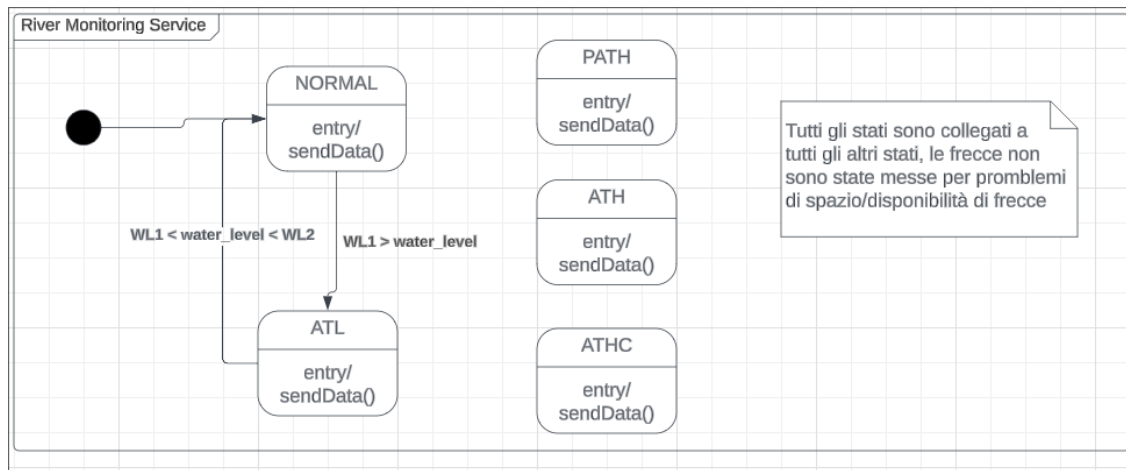 River Monitoring Service
NORMAL
entry/
sendData()
WL1 < water_level < WL2
WL1 > water_level
ATL
entry/
sendData()
PATH
entry/
sendData()
ATH
entry/
sendData()
ATHC
entry/
sendData()
Tutti gli stati sono collegati a
tutti gli altri stati, le frecce non
sono state messe per promblemi
di spazio/disponibilità di frecce